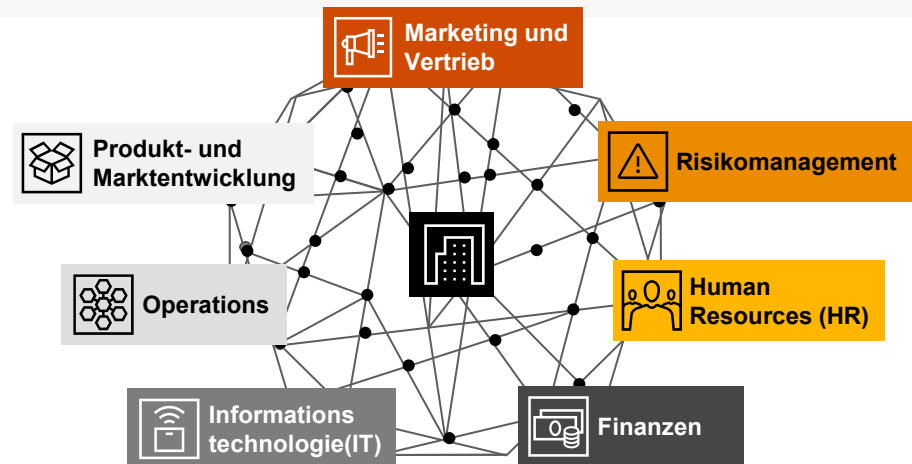 Marketing und
Vertrieb
Produkt- und
Marktentwicklung
Risikomanagement
Operations
Human
Resources (HR)
Informations
technologie(IT)
Finanzen